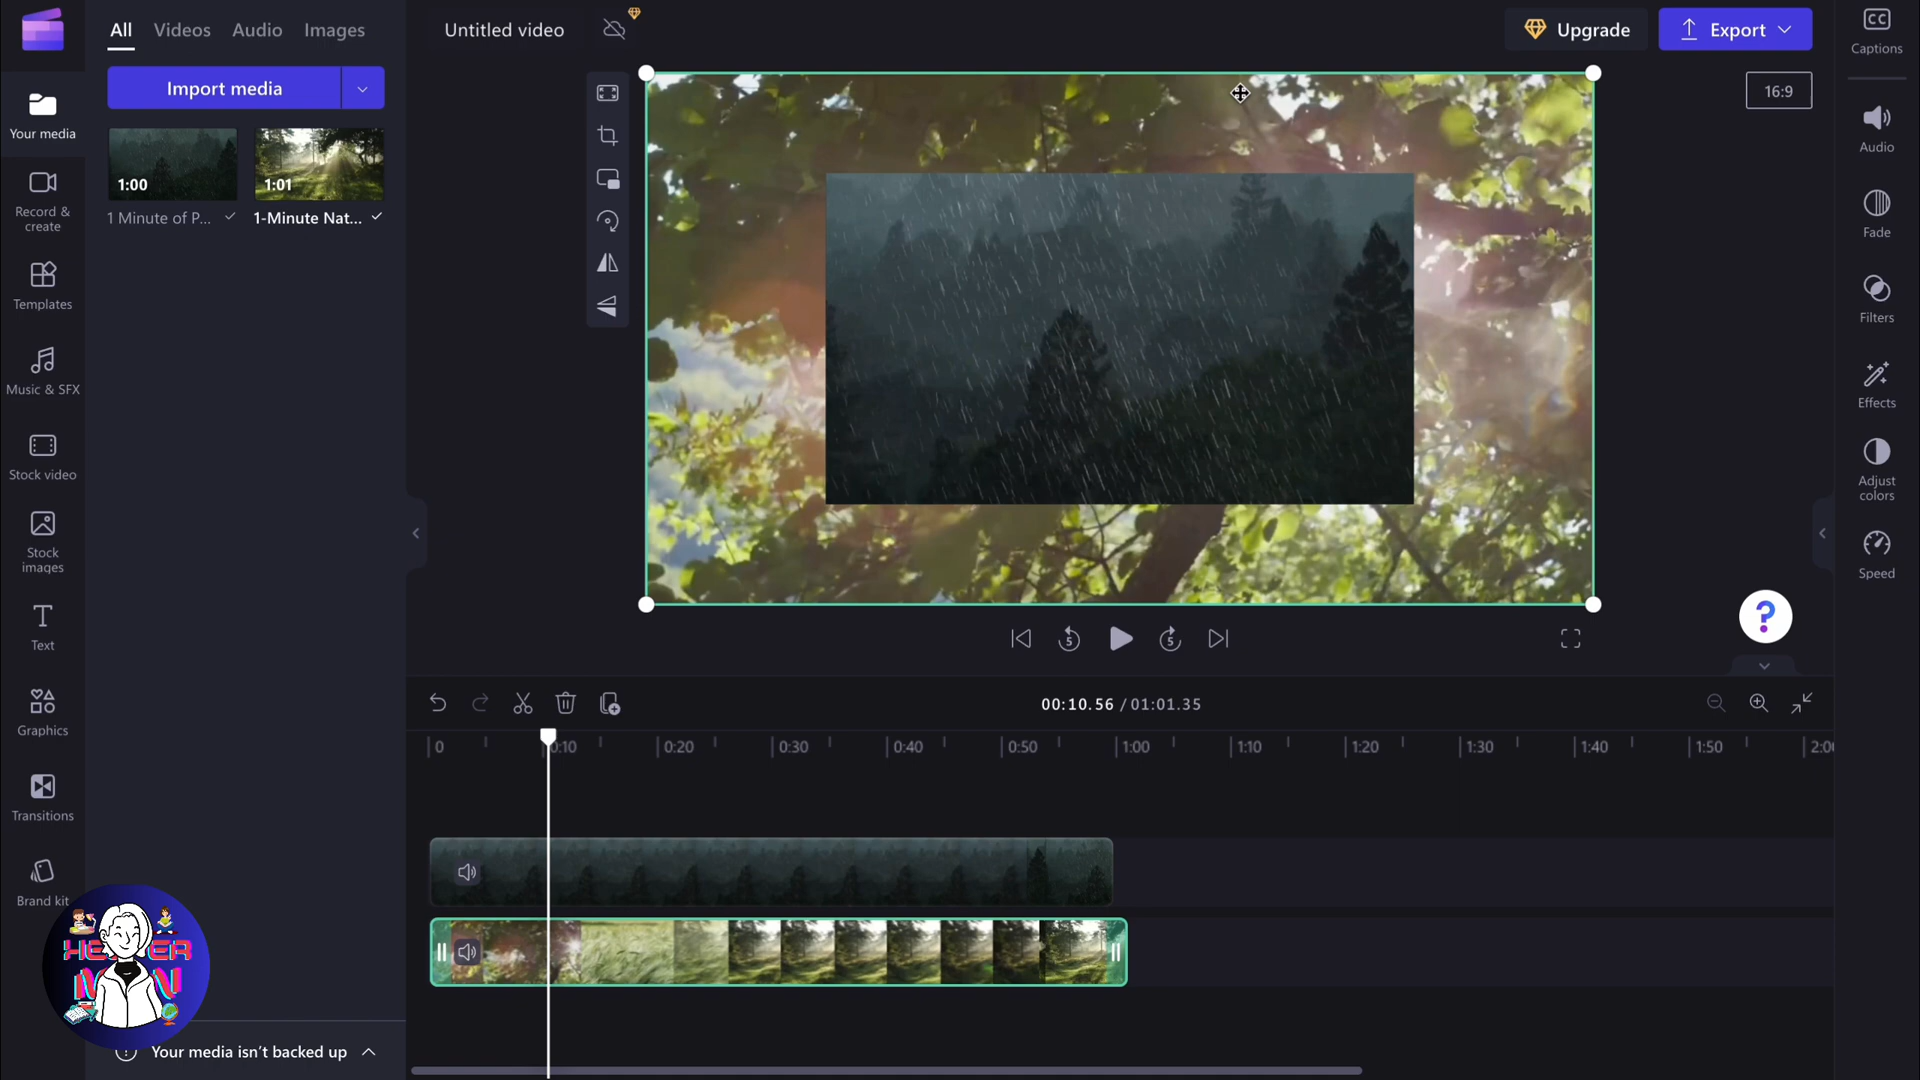 All Videos Audio Images
Untitled video
Upgrade
Export
Captions
Import media
16:9
Your media
1:00
1:01
1 Minute of P...
1-Minute Nat...
Audio
Record &
create
Fade
Templates
Filters
Music & SFX
Effects
Stock video
Adjust
colors
Stock
images
Speed
Text
?
5
5
Graphics
00:10.56 / 01:01.35
0 0:10 0:20 0:30 0:40 0:50 1:00 1:10 1:20 1:30 1:40 1:50 2:00
Transitions
Brand kit
Your media isn't backed up